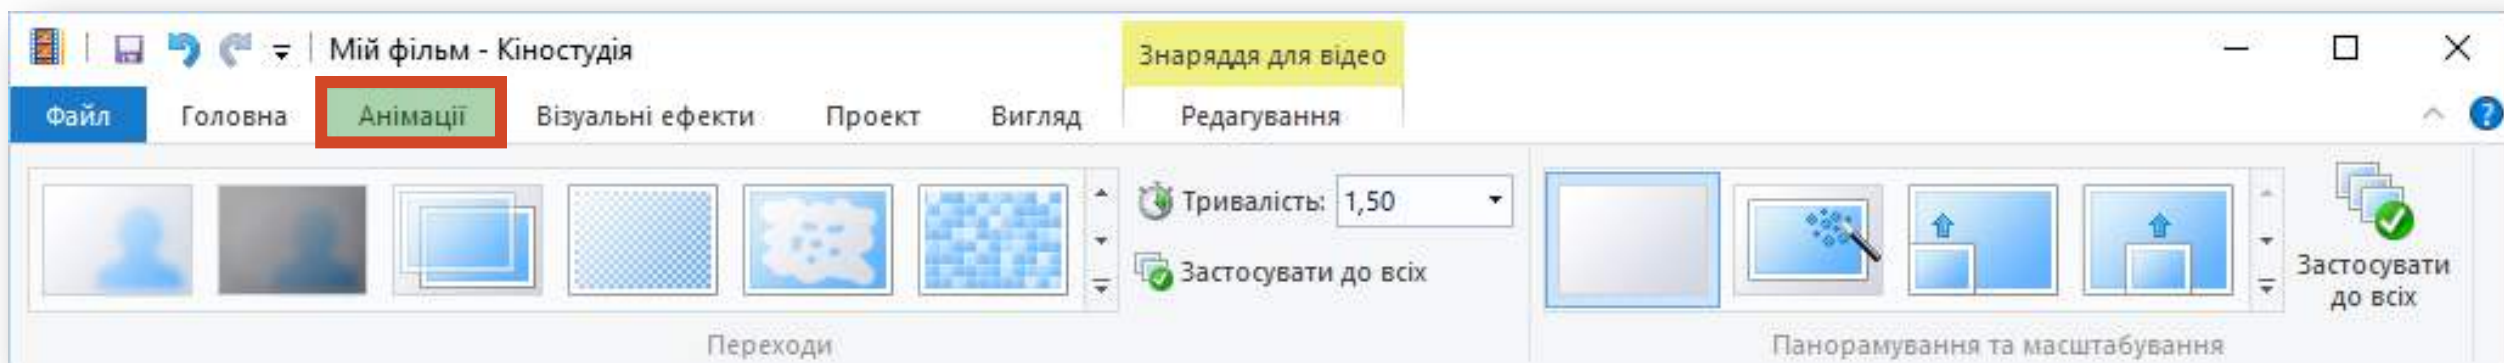 Мій фільм - Кіностудія
Знаряддя для відео
Файл Головна Анімації Візуальні ефекти Проект Вигляд Редагування
Тривалість: 1,50
Застосувати до всіх
Застосувати
до всіх
Переходи
Панорамування та масштабування